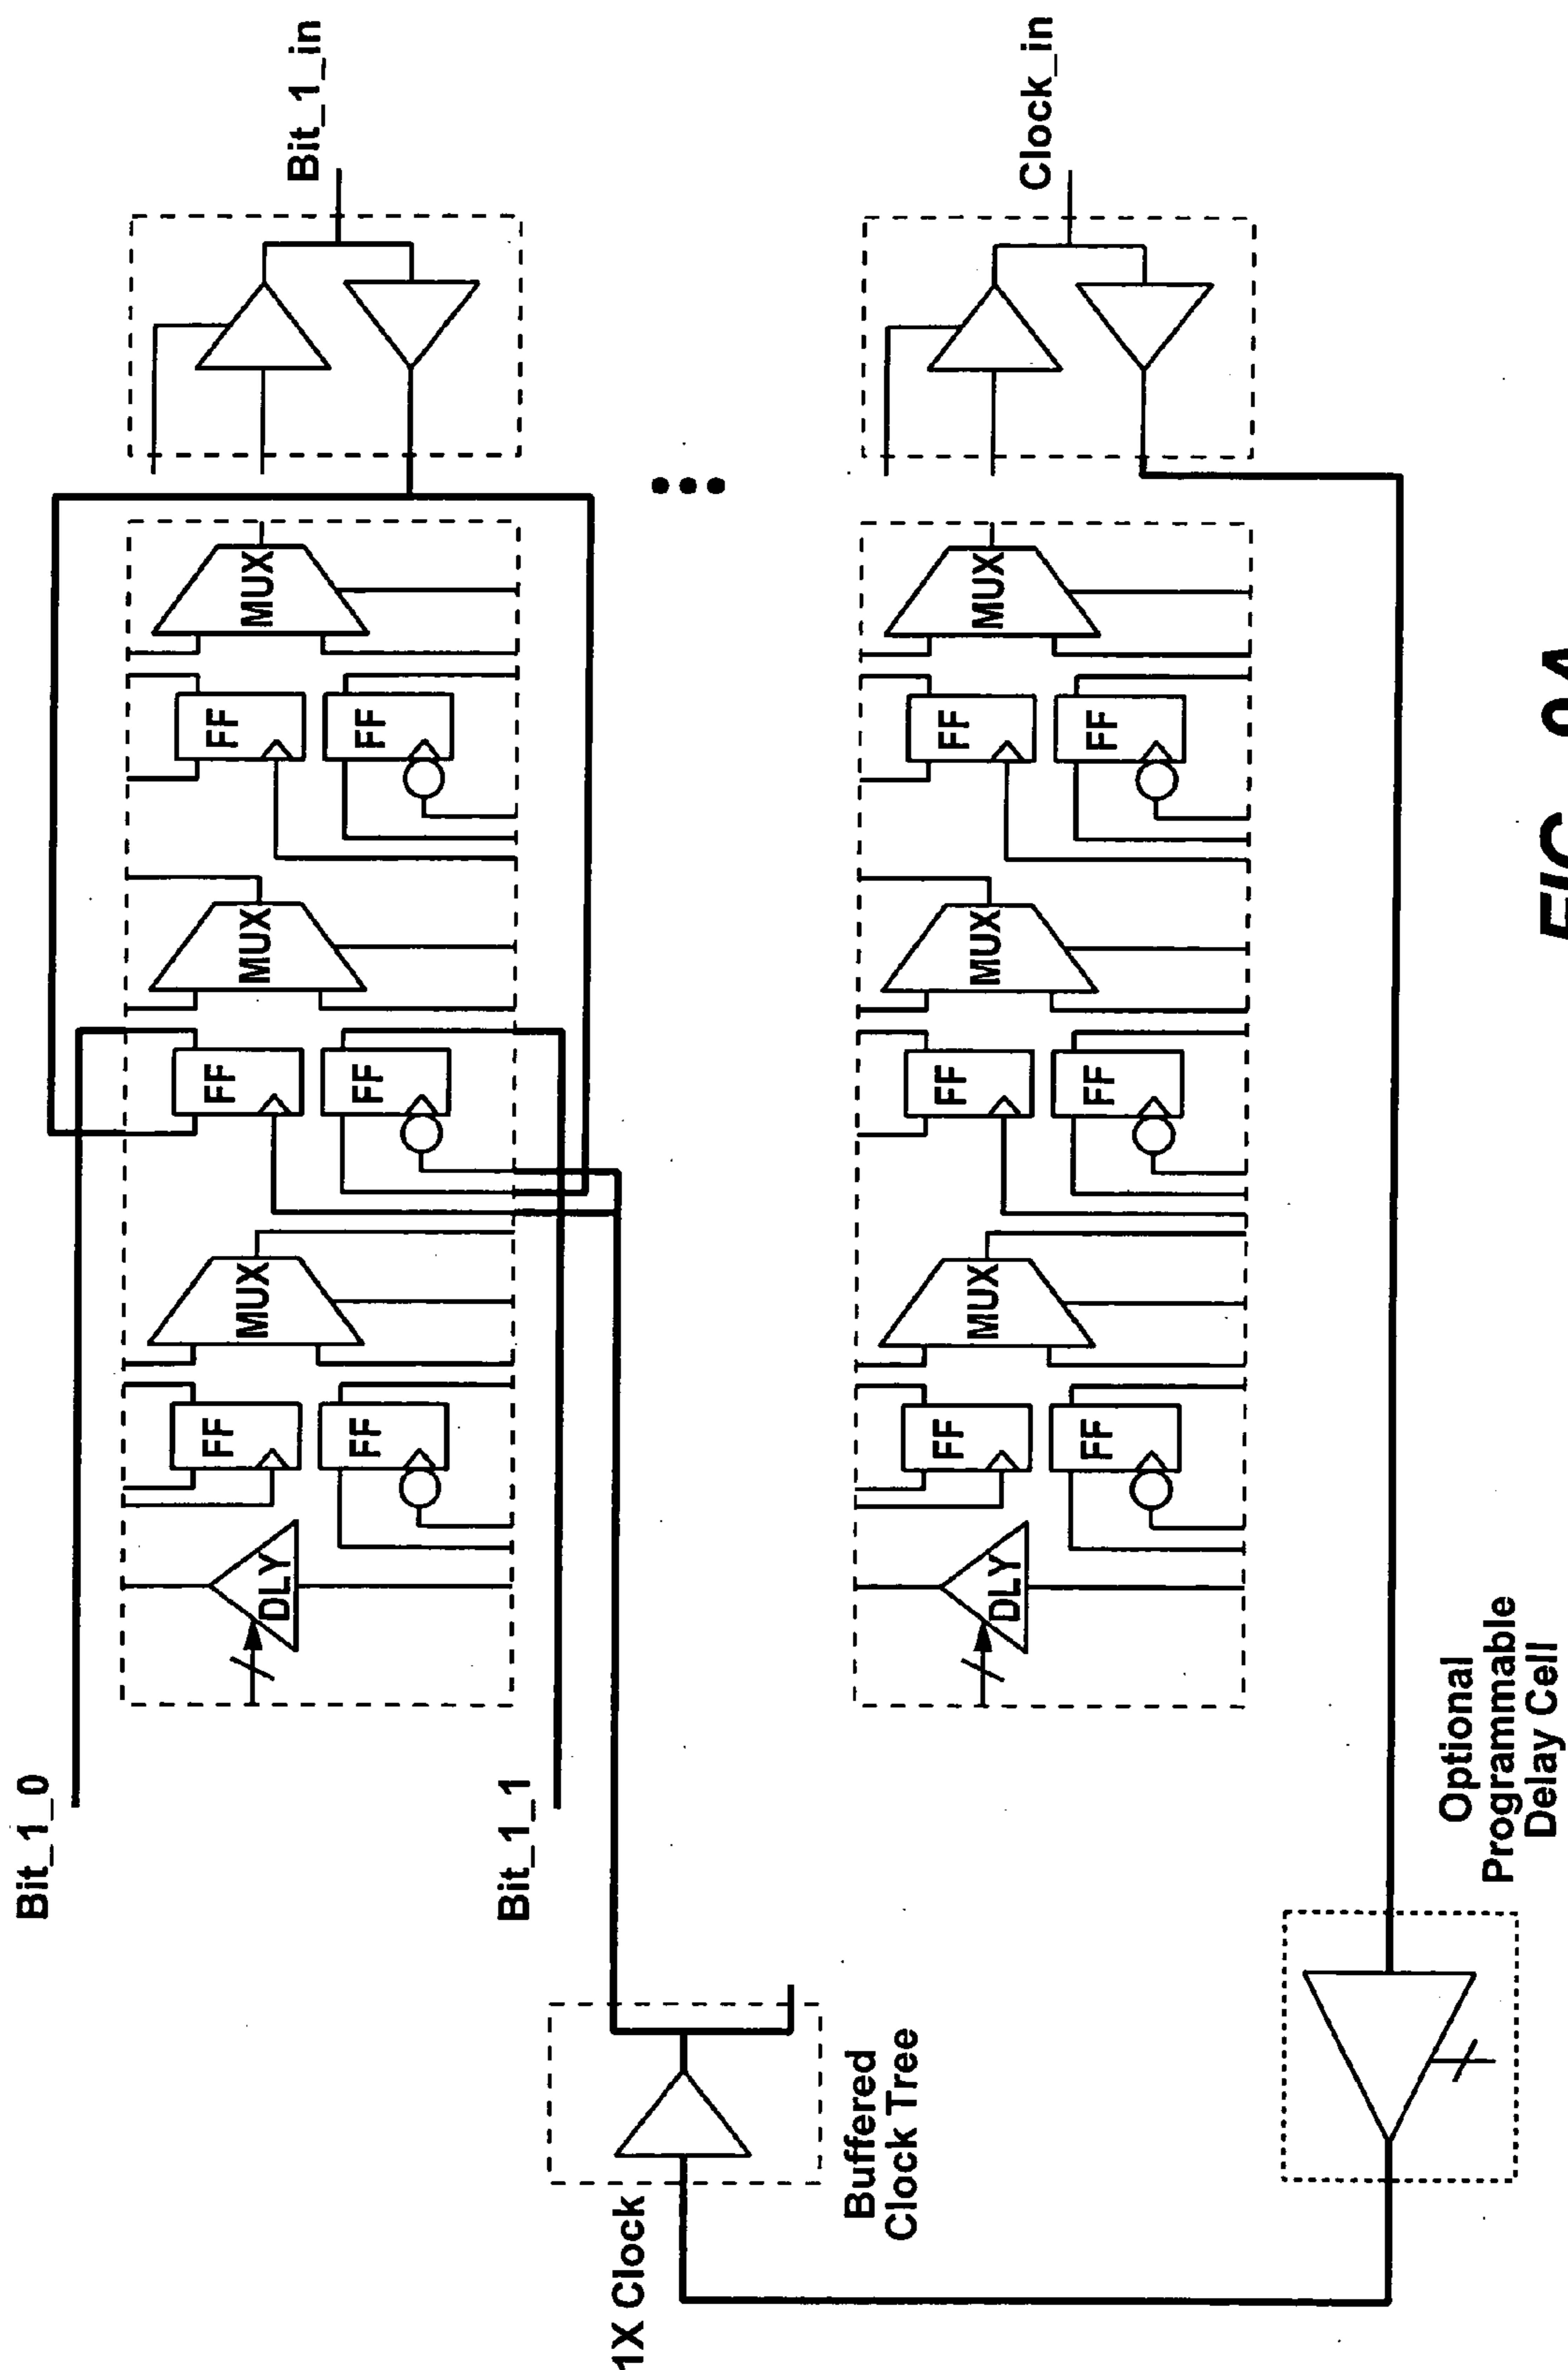 Bit_1_0
FF
FF
FF
MUX
MUX
MUX
DLY
Bit_1_in
FF
FF
FF
Bit_1_1
1X Clock
Buffered
Clock Tree
FF
FF
FF
MUX
MUX
MUX
DLY
Clock_in
FF
FF
FF
Optional
Programmable
Delay Cell